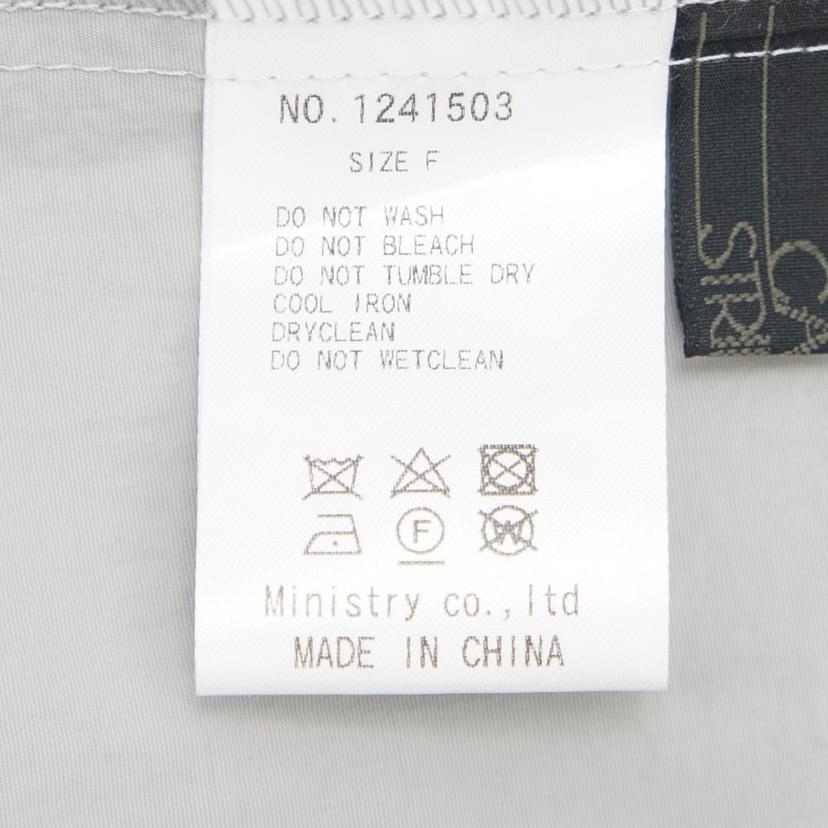 NO. 1241503
SIZE F
DO NOT WASH
DO NOT BLEACH
DO NOT TUMBLE DRY
COOL IRON
DRYCLEAN
DO NOT WETCLEAN
F
W
Ministry co.,ltd
MADE IN CHINA